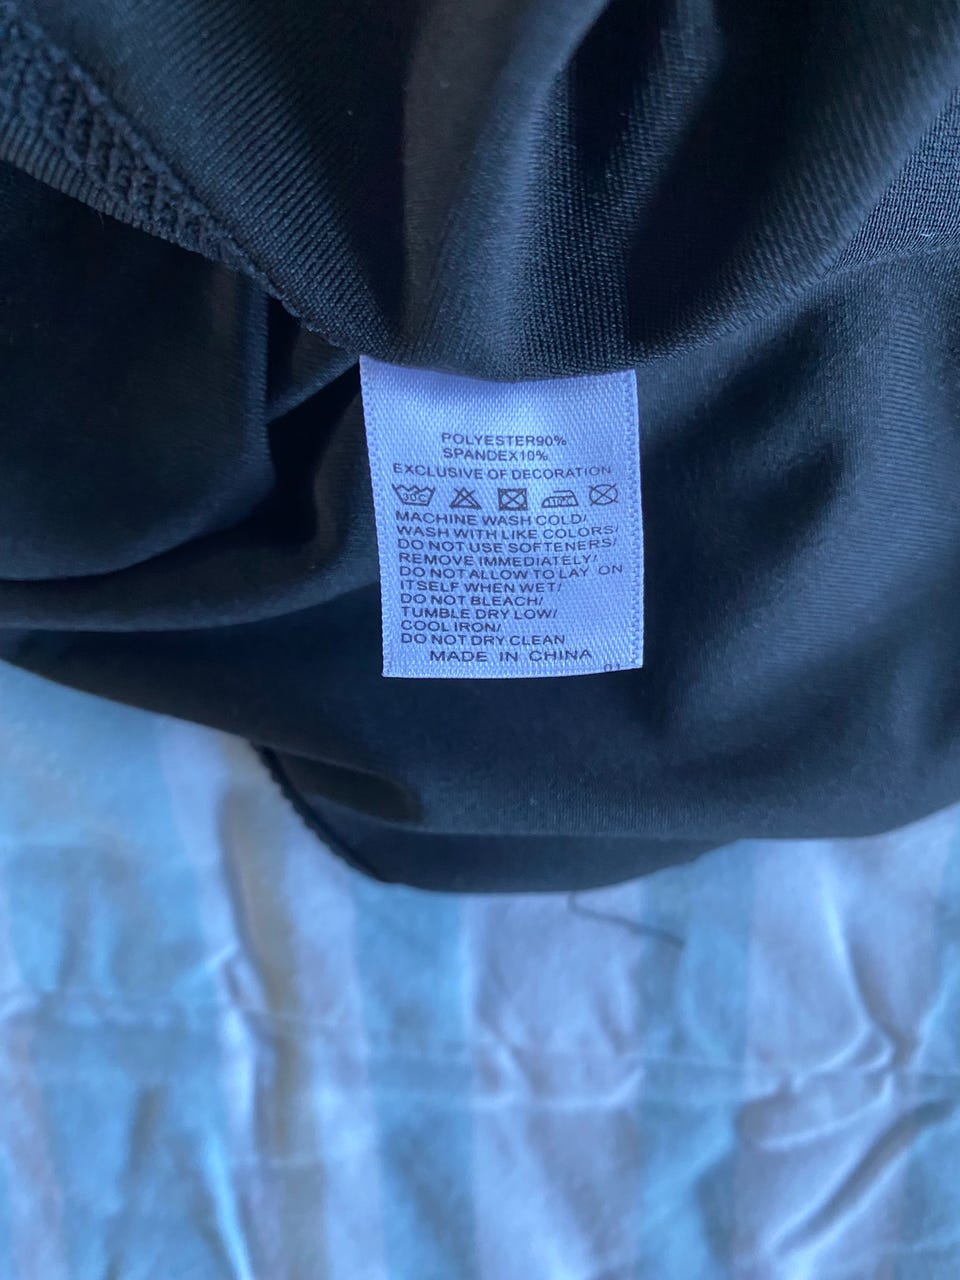 POLYESTER90%
SPANDEX10%
EXCLUSIVE OF DECORATION
30C 110C
MACHINE WASH COLD/
WASH WITH LIKE COLORS/
DO NOT USE SOFTENERS/
REMOVE IMMEDIATELY/
DO NOT ALLOW TO LAY ON
ITSELF WHEN WET/
DO NOT BLEACH/
TUMBLE DRY LOW/
COOL IRON/
DO NOT DRY CLEAN
MADE IN CHINA